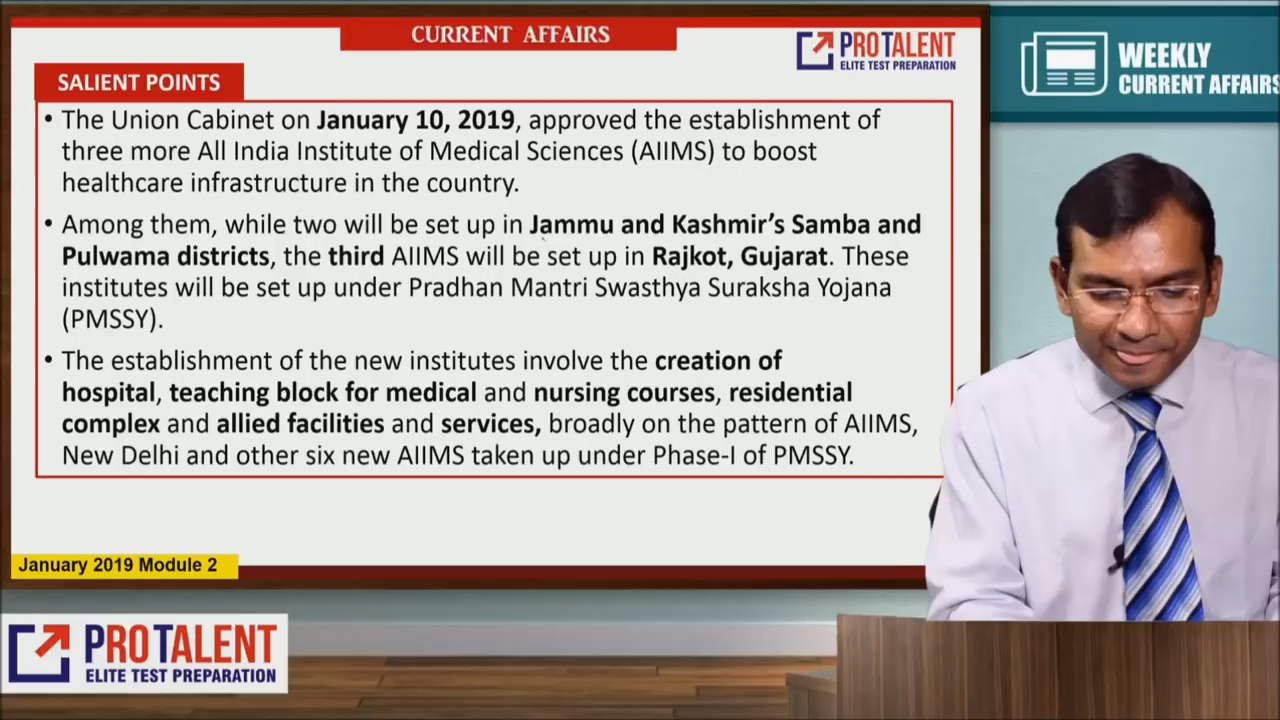 CURRENT AFFAIRS
PROTALENT
ELITE TEST PREPARATION
WEEKLY
CURRENT AFFAIRS
SALIENT POINTS
• The Union Cabinet on January 10, 2019, approved the establishment of
three more All India Institute of Medical Sciences (AIIMS) to boost
healthcare infrastructure in the country.
• Among them, while two will be set up in Jammu and Kashmir’s Samba and
Pulwama districts, the third AIIMS will be set up in Rajkot, Gujarat. These
institutes will be set up under Pradhan Mantri Swasthya Suraksha Yojana
(PMSSY).
• The establishment of the new institutes involve the creation of
hospital, teaching block for medical and nursing courses, residential
complex and allied facilities and services, broadly on the pattern of AIIMS,
New Delhi and other six new AIIMS taken up under Phase-I of PMSSY.
January 2019 Module 2
PROTALENT
ELITE TEST PREPARATION